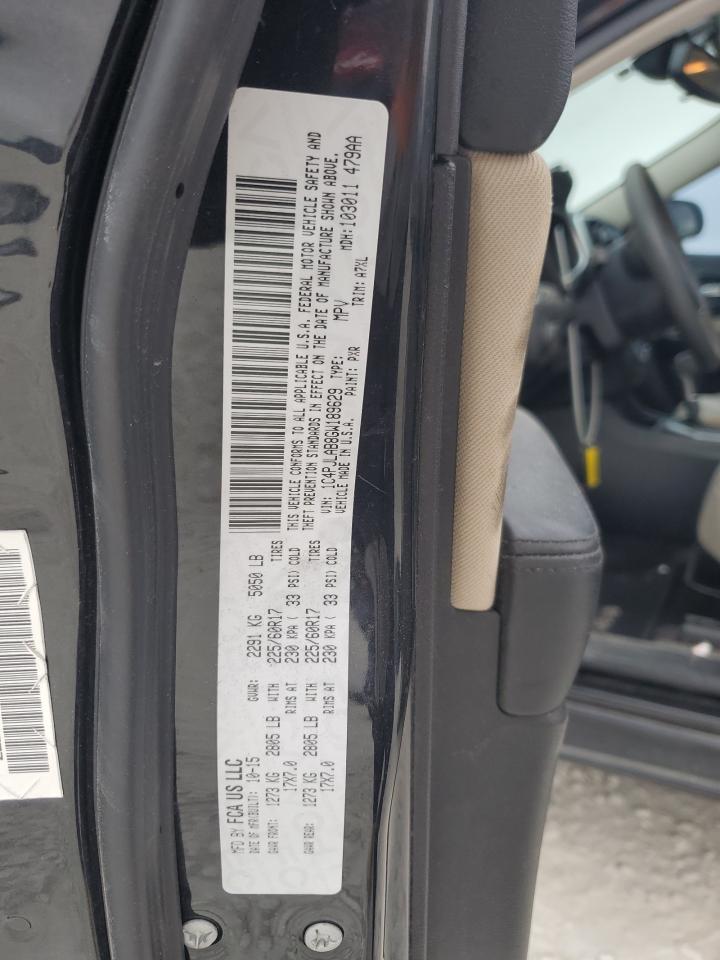 MFD BY FCA US LLC
DATE OF MFR(BUILT): 10-15
GVWR: 2291 KG 5050 LB
GAWR FRONT: 1273 KG 2805 LB WITH 225/60R17 TIRES
17X7.0 RIMS AT 230 KPA ( 33 PSI) COLD
GAWR REAR: 1273 KG 2805 LB WITH 225/60R17 TIRES
17X7.0 RIMS AT 230 KPA ( 33 PSI) COLD
THIS VEHICLE CONFORMS TO ALL APPLICABLE U.S.A. FEDERAL MOTOR VEHICLE SAFETY AND
THEFT PREVENTION STANDARDS IN EFFECT ON THE DATE OF MANUFACTURE SHOWN ABOVE.
VIN: 1C4PJLAB8GW189629 TYPE: MPV MDH: 103011 479AA
VEHICLE MADE IN U.S.A. PAINT: PXR TRIM: A7XL